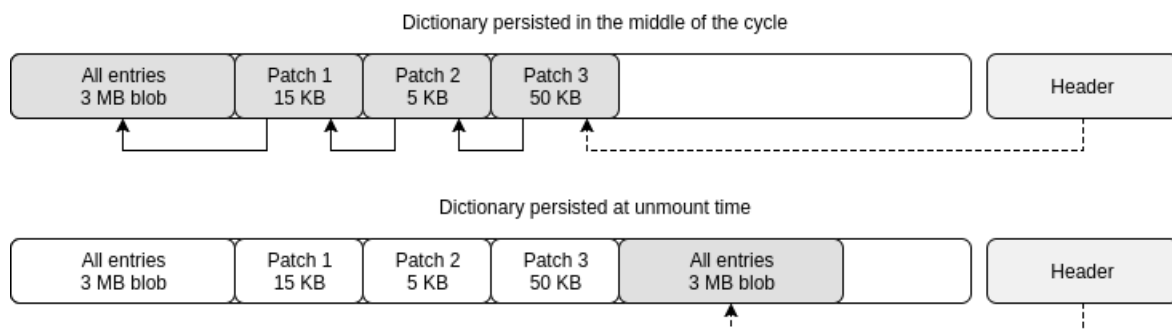 Dictionary persisted in the middle of the cycle
All entries
3 MB blob
Patch 1
15 KB
Patch 2
5 KB
Patch 3
50 KB
Header
Dictionary persisted at unmount time
All entries
3 MB blob
Patch 1
15 KB
Patch 2
5 KB
Patch 3
50 KB
All entries
3 MB blob
Header